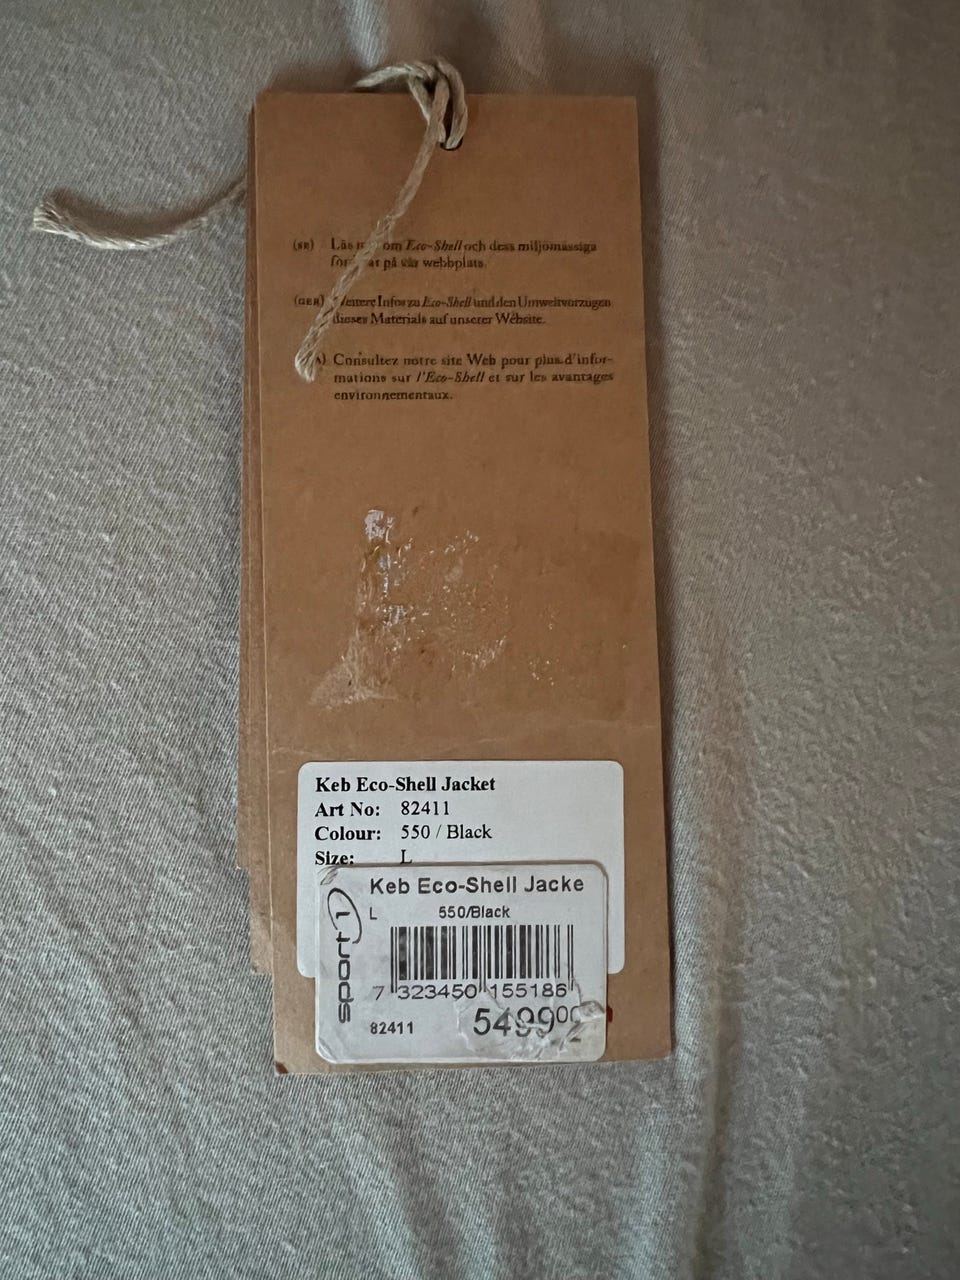 (SE) Läs om Eco-Shell och dess miljömässiga
på vår webbplats.
(GER) Weitere Infos zu Eco-Shell und den Umweltvorzügen
dieses Materials auf unserer Website.
Consultez notre site Web pour plus d'infor-
mations sur l'Eco-Shell et sur les avantages
environnementaux.
Keb Eco-Shell Jacket
Art No: 82411
Colour: 550 / Black
Size: L
Keb Eco-Shell Jacke
L 550/Black
sport 1
7 323450 155186
82411 549900